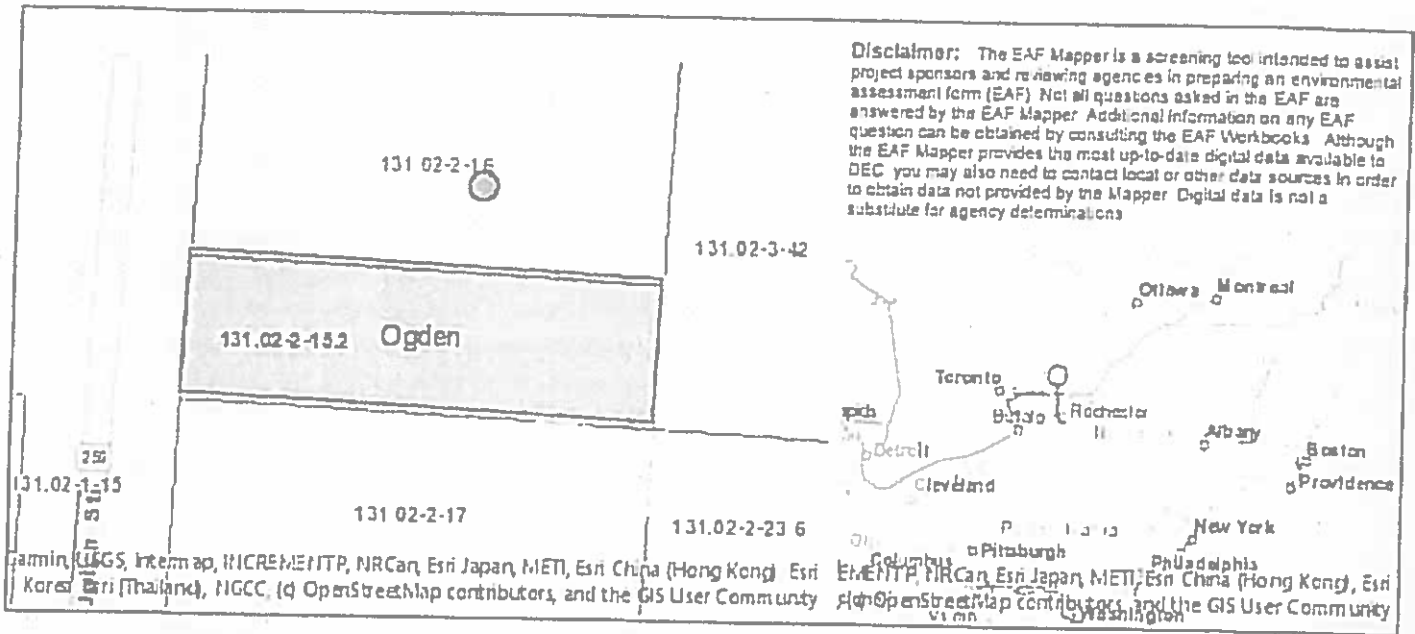 Disclaimer: The EAF Mapper is a screening tool intended to assist
project sponsors and reviewing agencies in preparing an environmental
assessment form (EAF). Not all questions asked in the EAF are
answered by the EAF Mapper. Additional information on any EAF
question can be obtained by consulting the EAF Workbooks. Although
the EAF Mapper provides the most up-to-date digital data available to
DEC, you may also need to contact local or other data sources in order
to obtain data not provided by the Mapper. Digital data is not a
substitute for agency determinations.
131.02-2-16
131.02-3-42
131.02-2-15.2 Ogden
131.02-1-15
131.02-2-17
131.02-2-23.6
Ottawa
Montreal
Toronto
Buffalo
Rochester
Detroit
Cleveland
Albany
Boston
Providence
New York
Pittsburgh
Philadelphia
Columbus
Washington
armin, USGS, Intermap, INCREMENT P, NRCan, Esri Japan, METI, Esri China (Hong Kong), Esri
Korea, Esri (Thailand), NGCC, (c) OpenStreetMap contributors, and the GIS User Community
EMENT P, NRCan, Esri Japan, METI, Esri China (Hong Kong), Esri
(c) OpenStreetMap contributors, and the GIS User Community